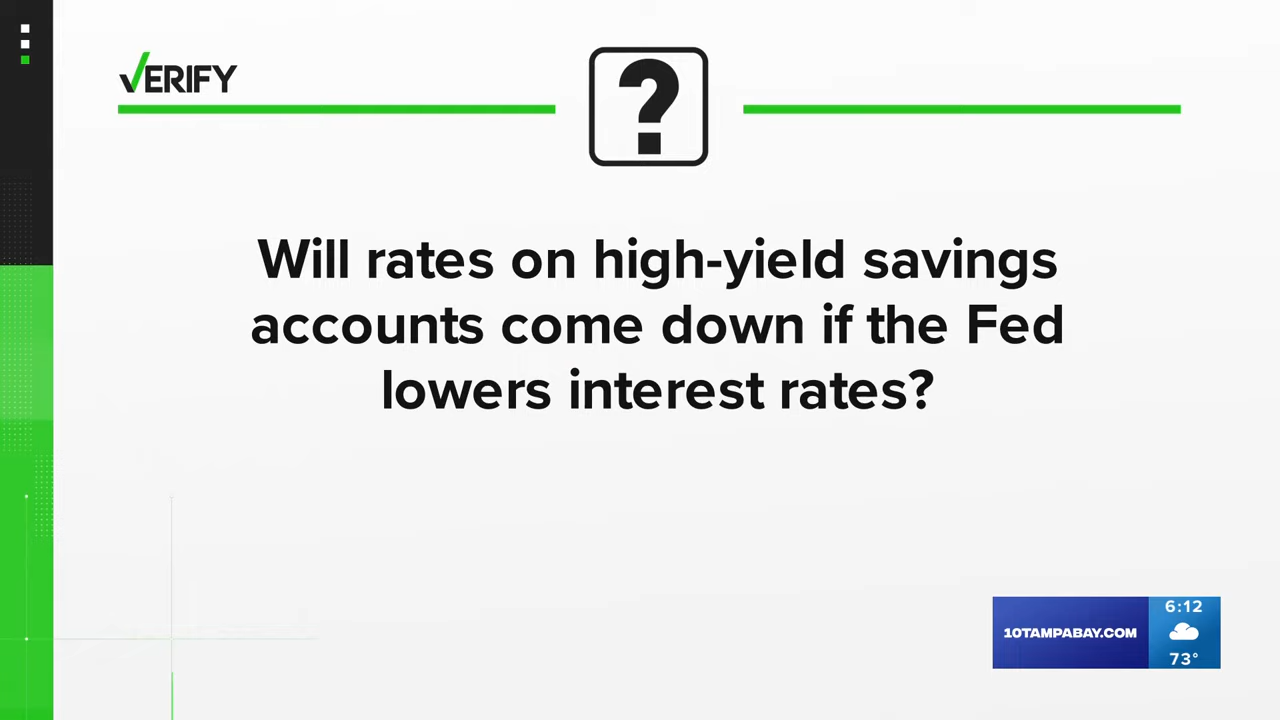 VERIFY
?
Will rates on high-yield savings
accounts come down if the Fed
lowers interest rates?
6:12
10TAMPABAY.COM
73°